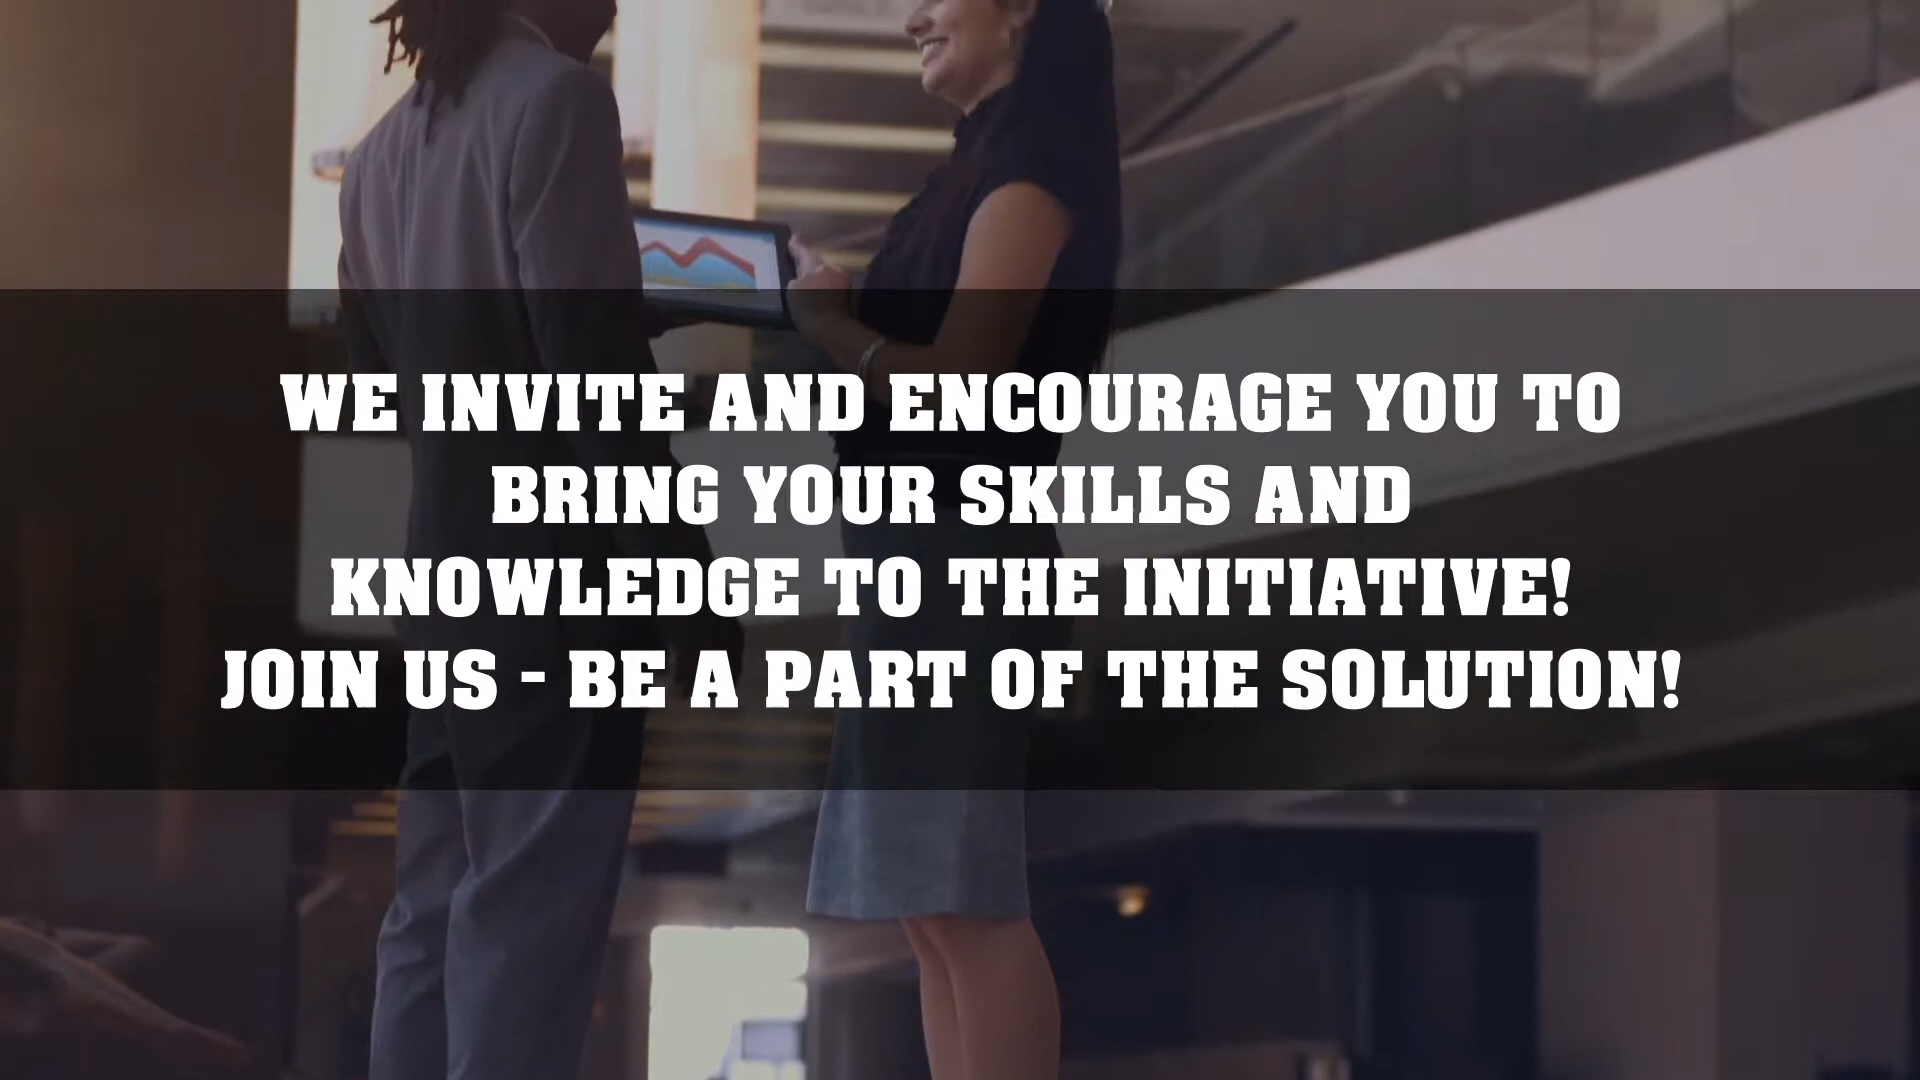 WE INVITE AND ENCOURAGE YOU TO
BRING YOUR SKILLS AND
KNOWLEDGE TO THE INITIATIVE!
JOIN US - BE A PART OF THE SOLUTION!